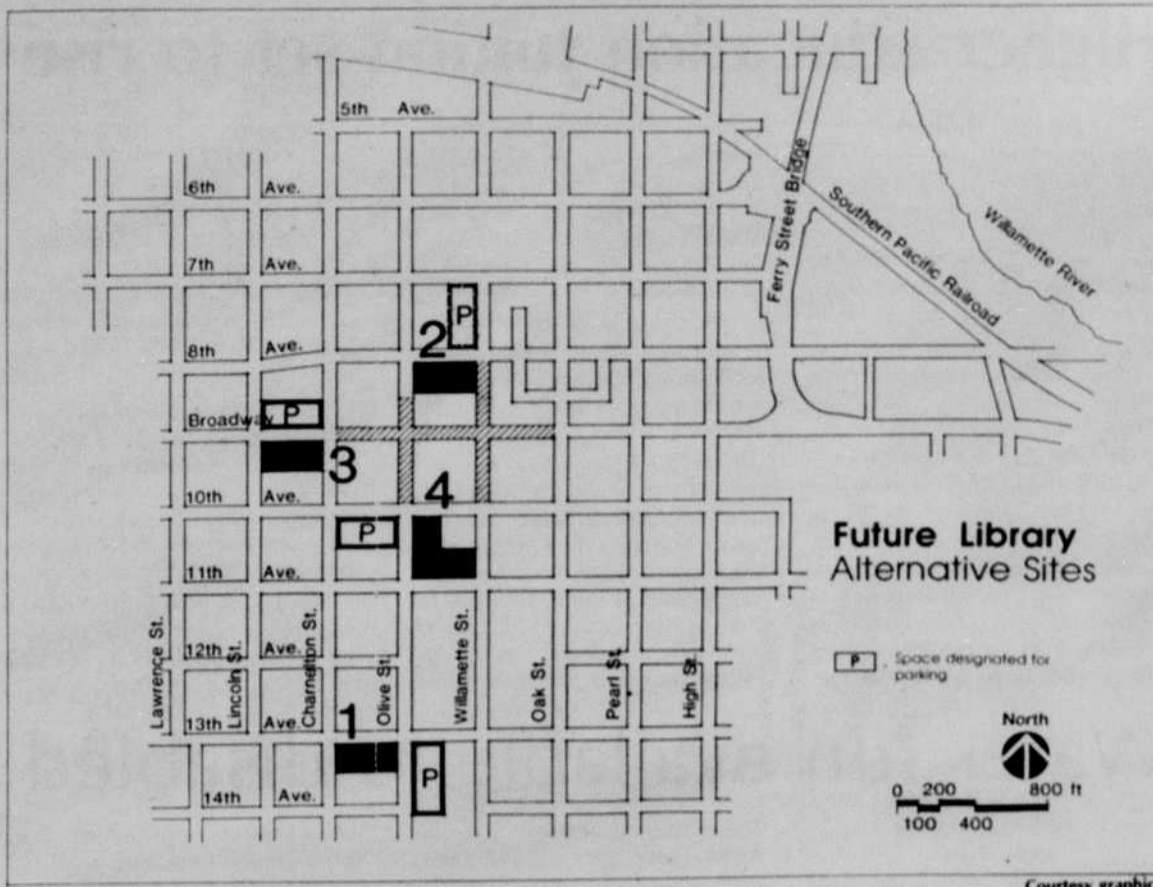 5th Ave.
6th Ave.
7th Ave.
8th Ave.
Broadway
10th Ave.
11th Ave.
12th Ave.
13th Ave.
14th Ave.
P
2
P
3
4
P
1
P
Lawrence St.
Lincoln St.
Charnelton St.
Olive St.
Willamette St.
Oak St.
Pearl St.
High St.
Ferry Street Bridge
Southern Pacific Railroad
Willamette River
Future Library
Alternative Sites
P Space designated for
parking
North
0 200 800 ft
100 400
Courtesy graphic